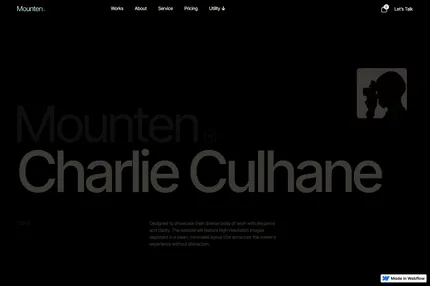 Mounten
Works
About
Service
Pricing
Utility ↓
Let's Talk
Mounten
Charlie Culhane
Designed to showcase their diverse body of work with elegance
and clarity. The website will feature high-resolution images
displayed in a clean, minimalist layout that enhances the viewer's
experience without distraction.
Made in Webflow